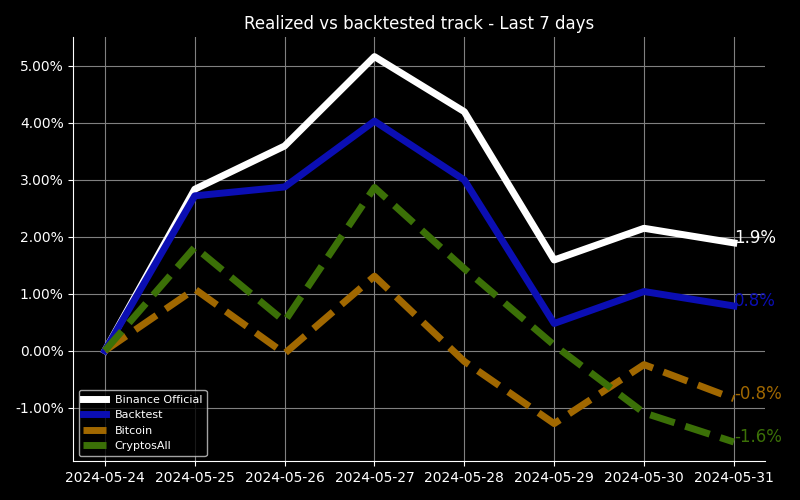 Realized vs backtested track - Last 7 days
5.00%
4.00%
3.00%
2.00%
1.00%
0.00%
-1.00%
1.9%
0.8%
-0.8%
-1.6%
Binance Official
Backtest
Bitcoin
CryptosAll
2024-05-24 2024-05-25 2024-05-26 2024-05-27 2024-05-28 2024-05-29 2024-05-30 2024-05-31